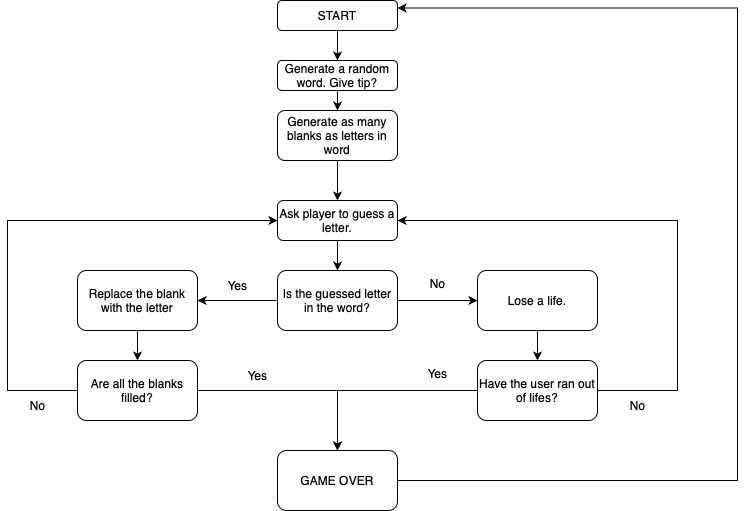 START
Generate a random
word. Give tip?
Generate as many
blanks as letters in
word
Ask player to guess a
letter.
Yes
Is the guessed letter
in the word?
No
Replace the blank
with the letter
Lose a life.
Are all the blanks
filled?
Yes
Yes
Have the user ran out
of lifes?
No
No
GAME OVER